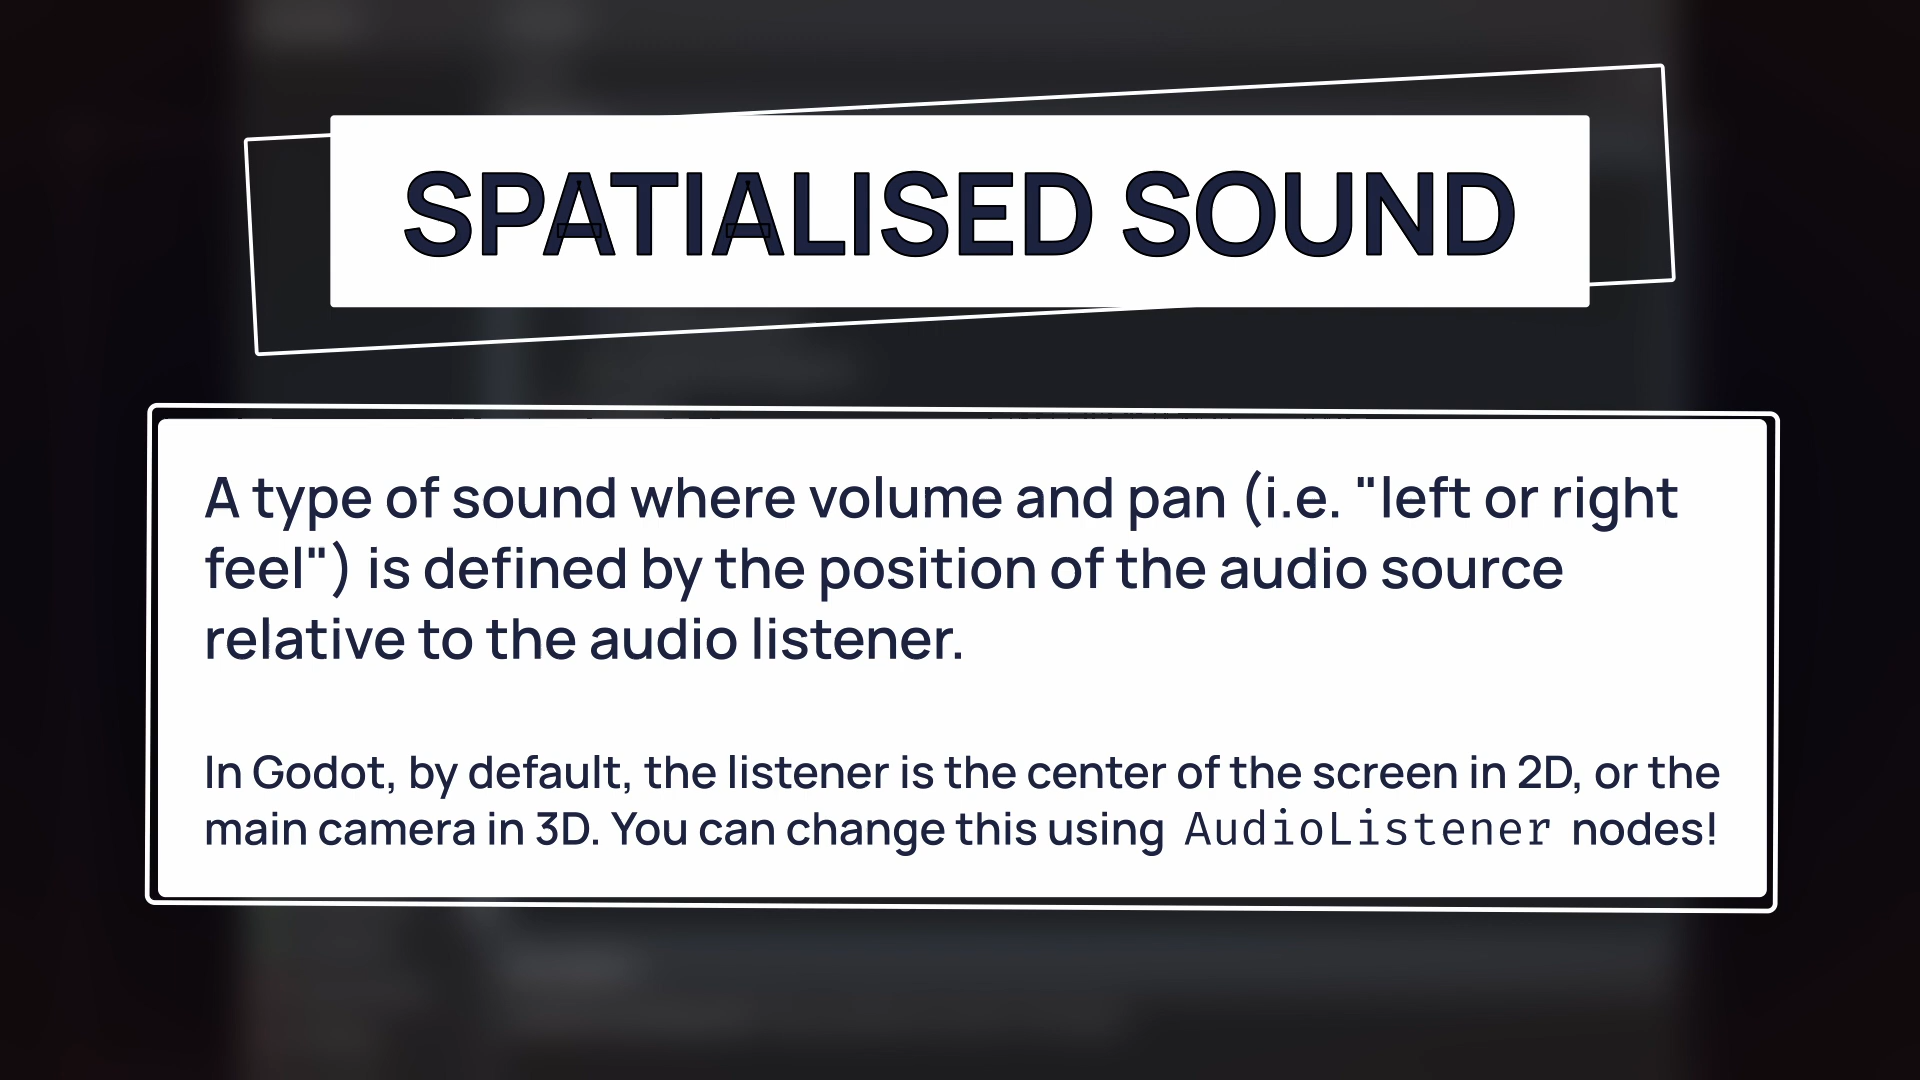 SPATIALISED SOUND
A type of sound where volume and pan (i.e. "left or right
feel") is defined by the position of the audio source
relative to the audio listener.
In Godot, by default, the listener is the center of the screen in 2D, or the
main camera in 3D. You can change this using AudioListener nodes!